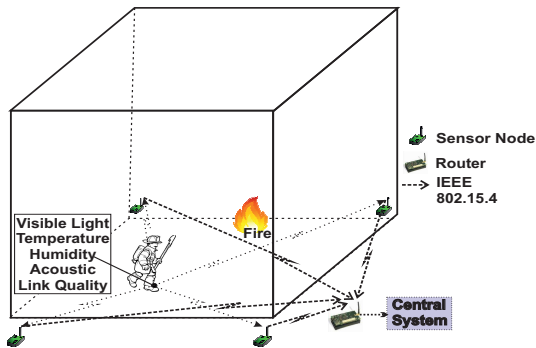 Sensor Node
Router
IEEE
802.15.4
Visible Light
Temperature
Humidity
Acoustic
Link Quality
Fire
Central
System